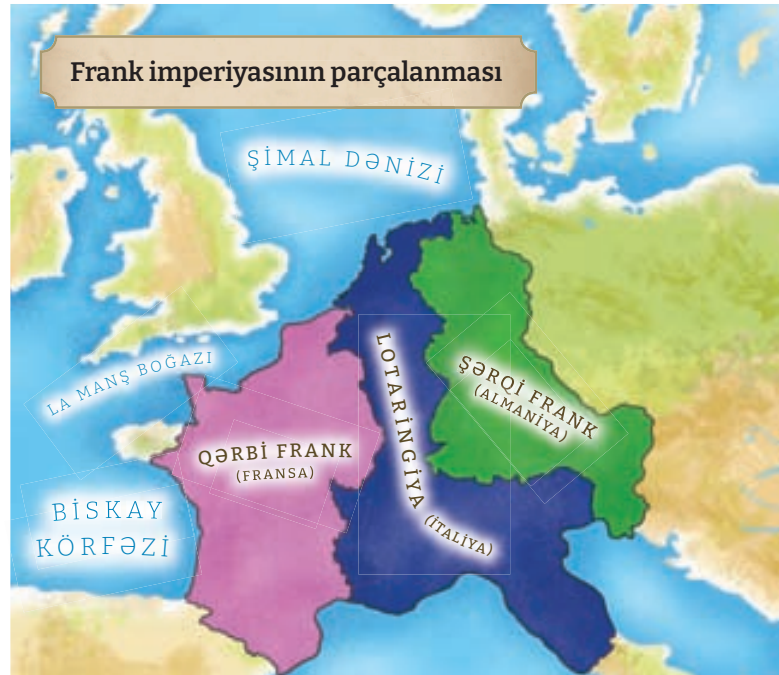 Frank imperiyasının parçalanması
ŞİMAL DƏNİZİ
LA MANŞ BOĞAZI
LOTARİNGİYA (İTALİYA)
ŞƏRQİ FRANK
(ALMANİYA)
QƏRBİ FRANK
(FRANSA)
BİSKAY
KÖRFƏZİ